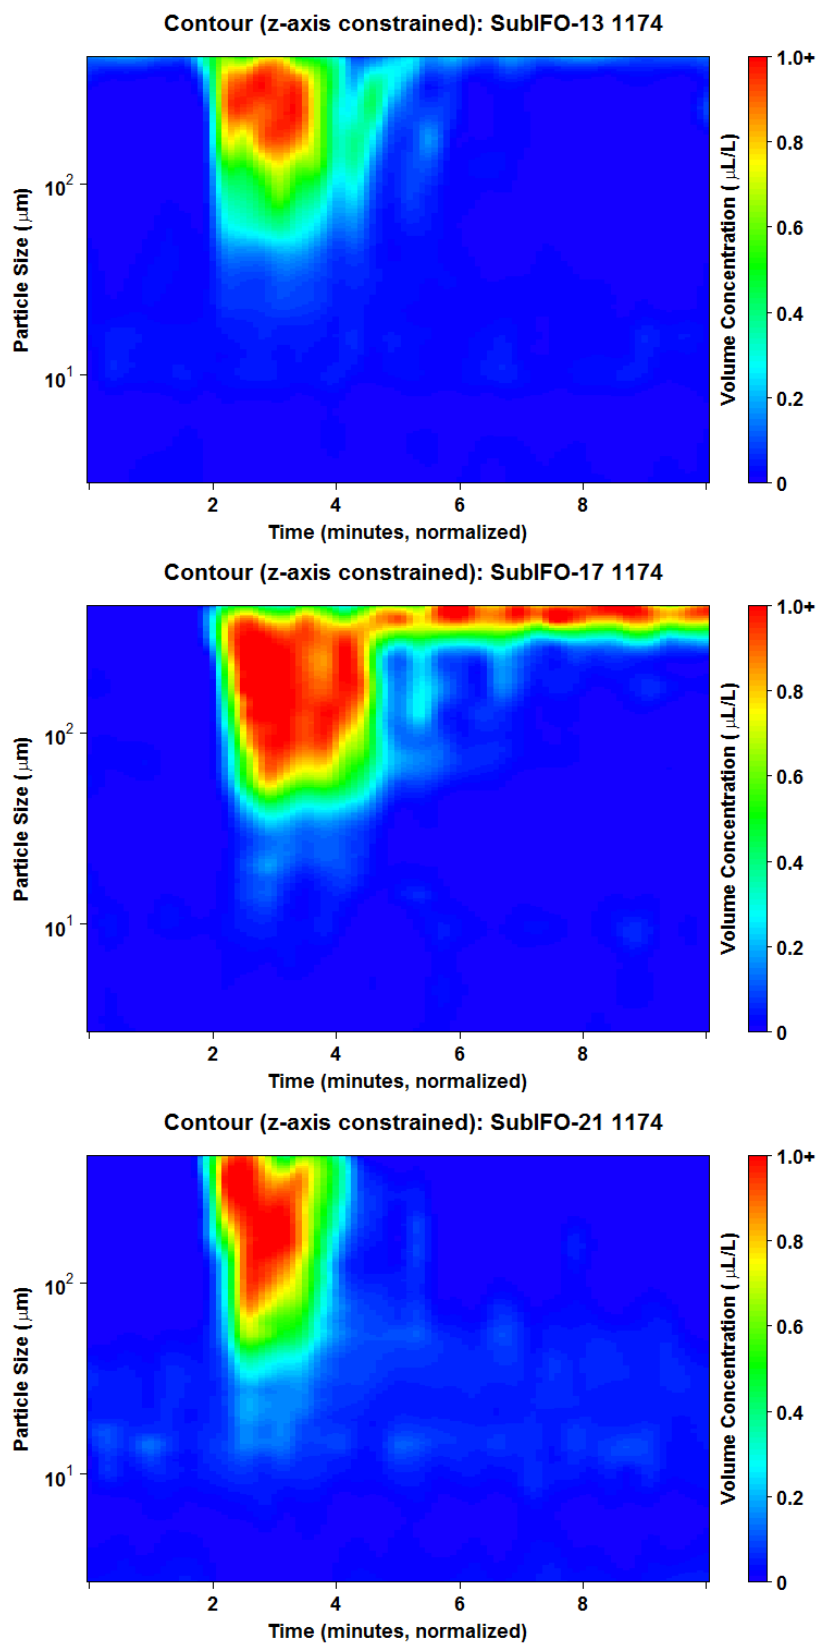 Contour (z-axis constrained): SubIFO-13 1174
Particle Size (μm)
10²
10¹
2 4 6 8
Time (minutes, normalized)
Volume Concentration ( μL/L)
1.0+
0.8
0.6
0.4
0.2
0
Contour (z-axis constrained): SubIFO-17 1174
Particle Size (μm)
10²
10¹
2 4 6 8
Time (minutes, normalized)
Volume Concentration ( μL/L)
1.0+
0.8
0.6
0.4
0.2
0
Contour (z-axis constrained): SubIFO-21 1174
Particle Size (μm)
10²
10¹
2 4 6 8
Time (minutes, normalized)
Volume Concentration ( μL/L)
1.0+
0.8
0.6
0.4
0.2
0